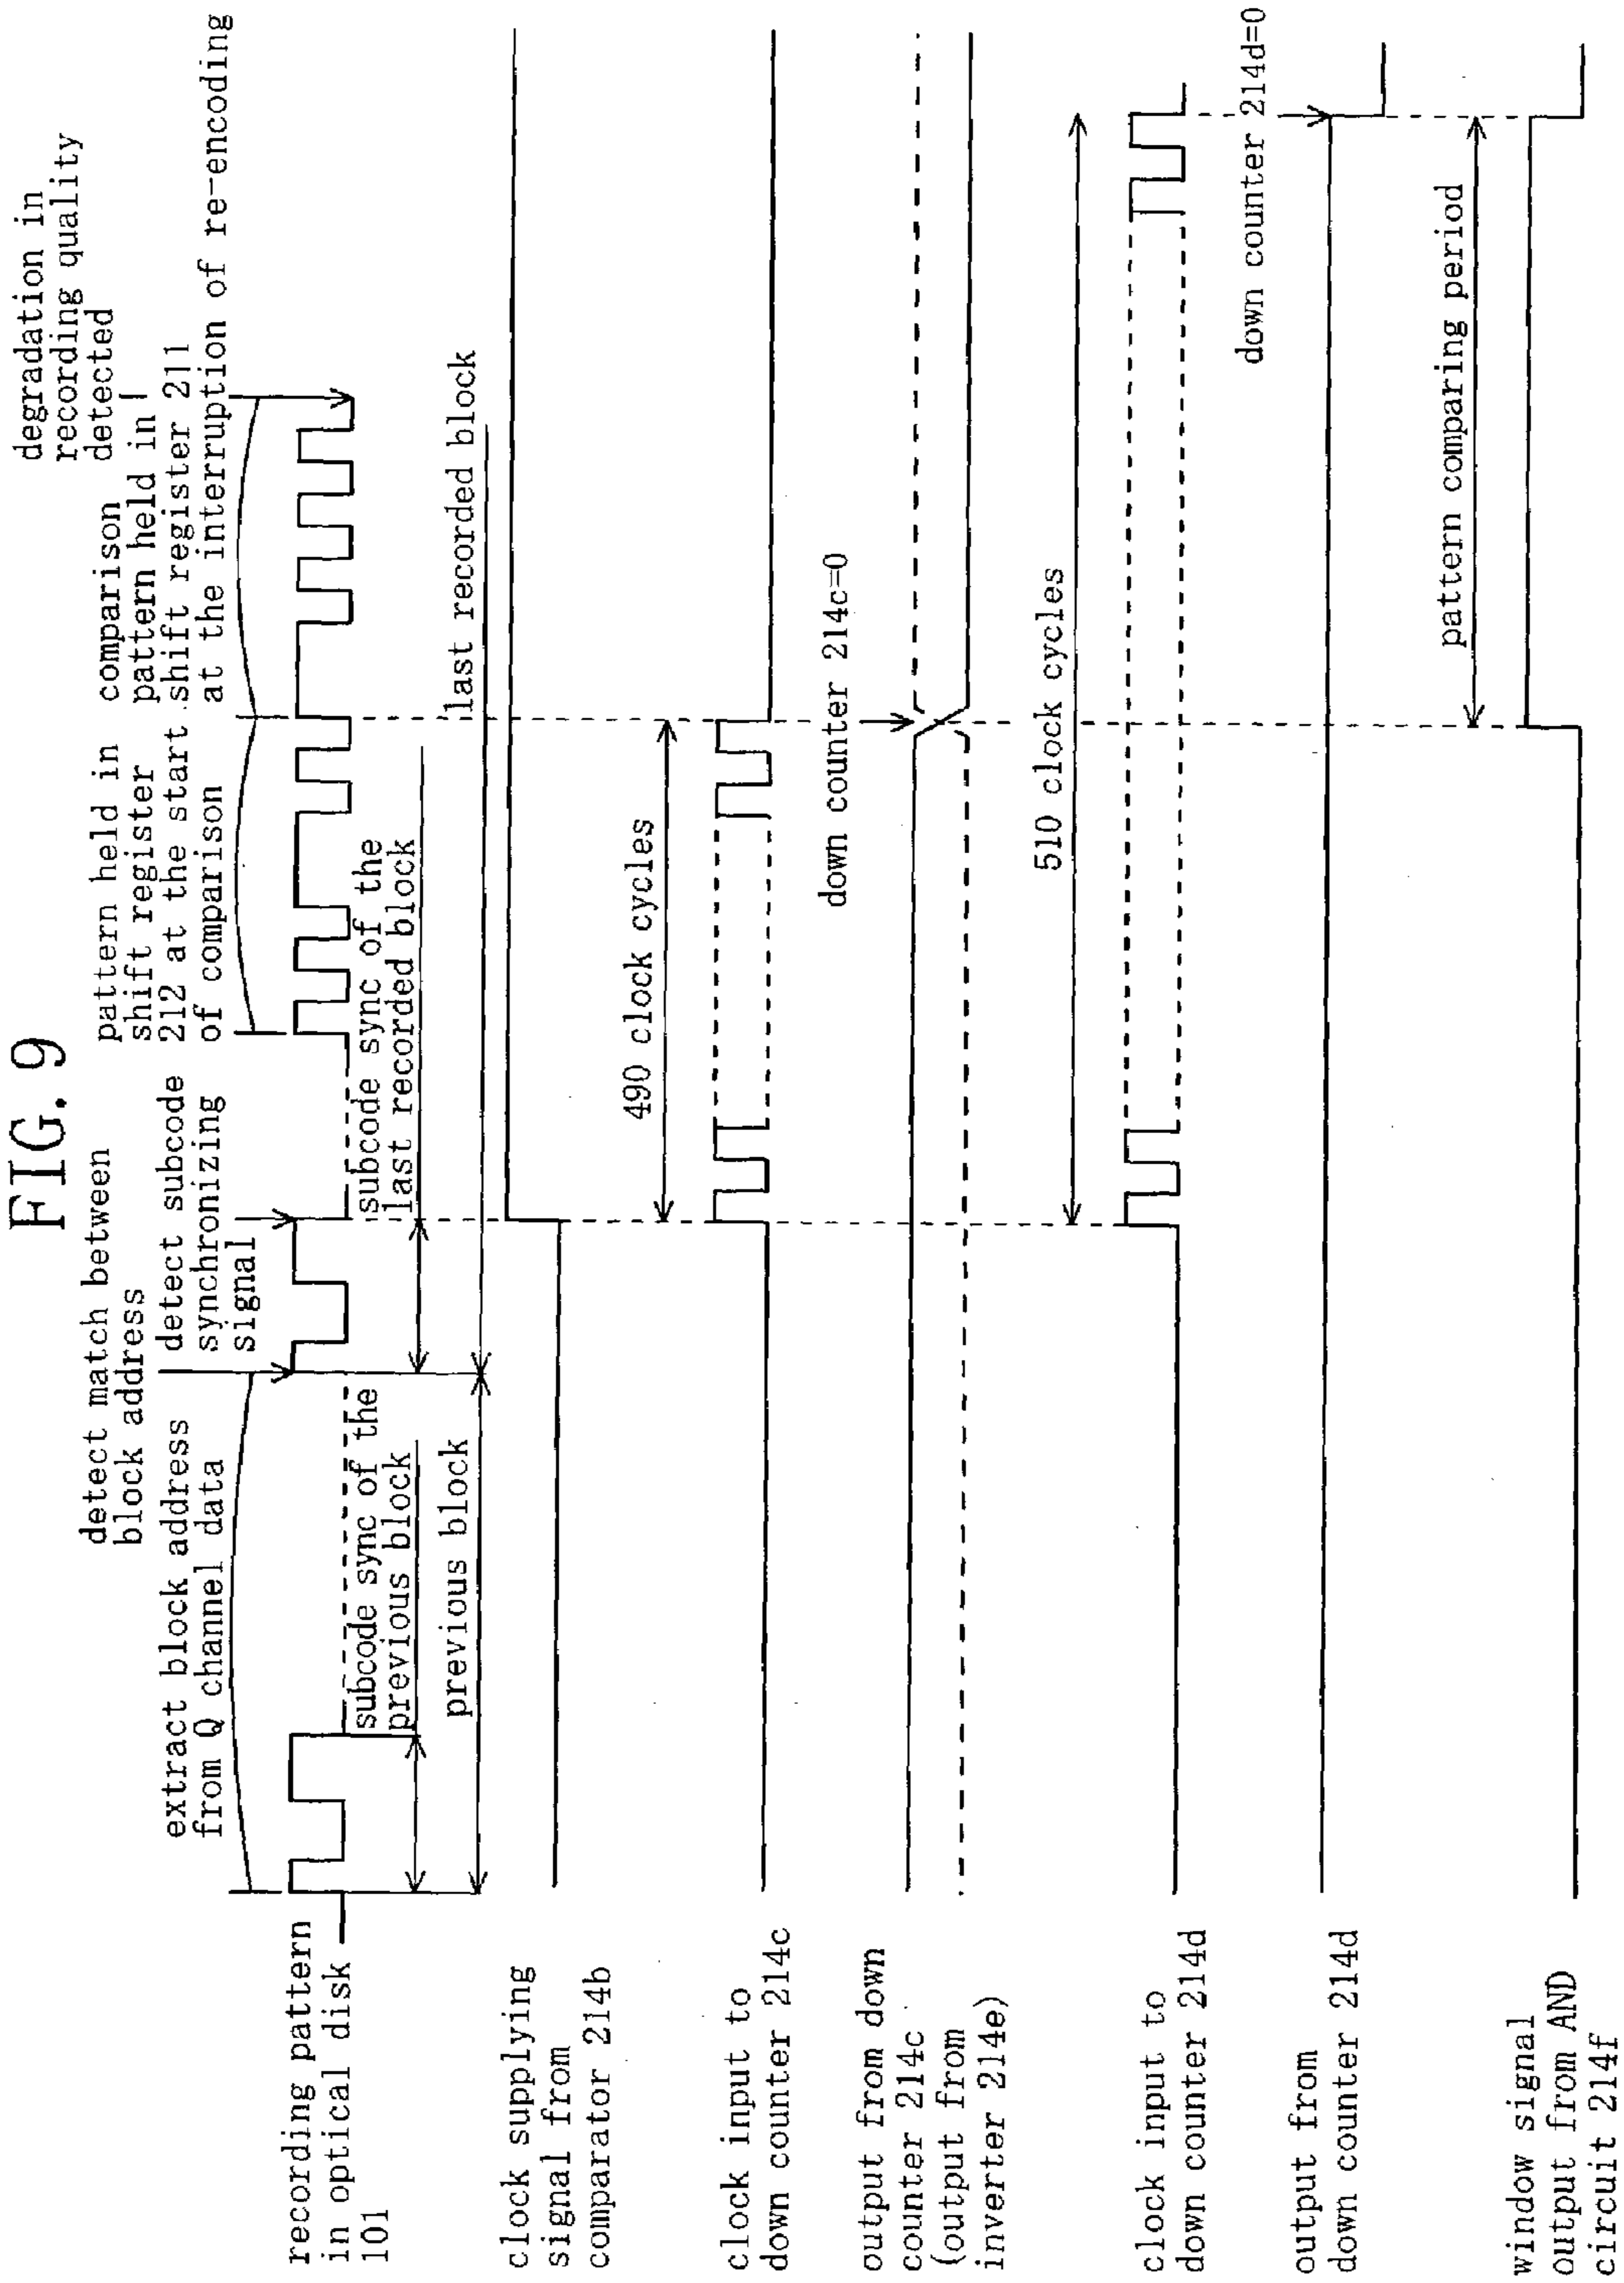 FIG. 9
detect match between
block address
extract block address
from Q channel data
detect subcode
synchronizing
signal
pattern held in
shift register
212 at the start
of comparison
comparison
pattern held in
shift register 211
at the interruption of re-encoding
degradation in
recording quality
detected
recording pattern
in optical disk
101
subcode sync of the
previous block
previous block
subcode sync of the
last recorded block
last recorded block
clock supplying
signal from
comparator 214b
490 clock cycles
clock input to
down counter 214c
down counter 214c=0
output from down
counter 214c
(output from
inverter 214e)
510 clock cycles
clock input to
down counter 214d
down counter 214d=0
output from
down counter 214d
pattern comparing period
window signal
output from AND
circuit 214f